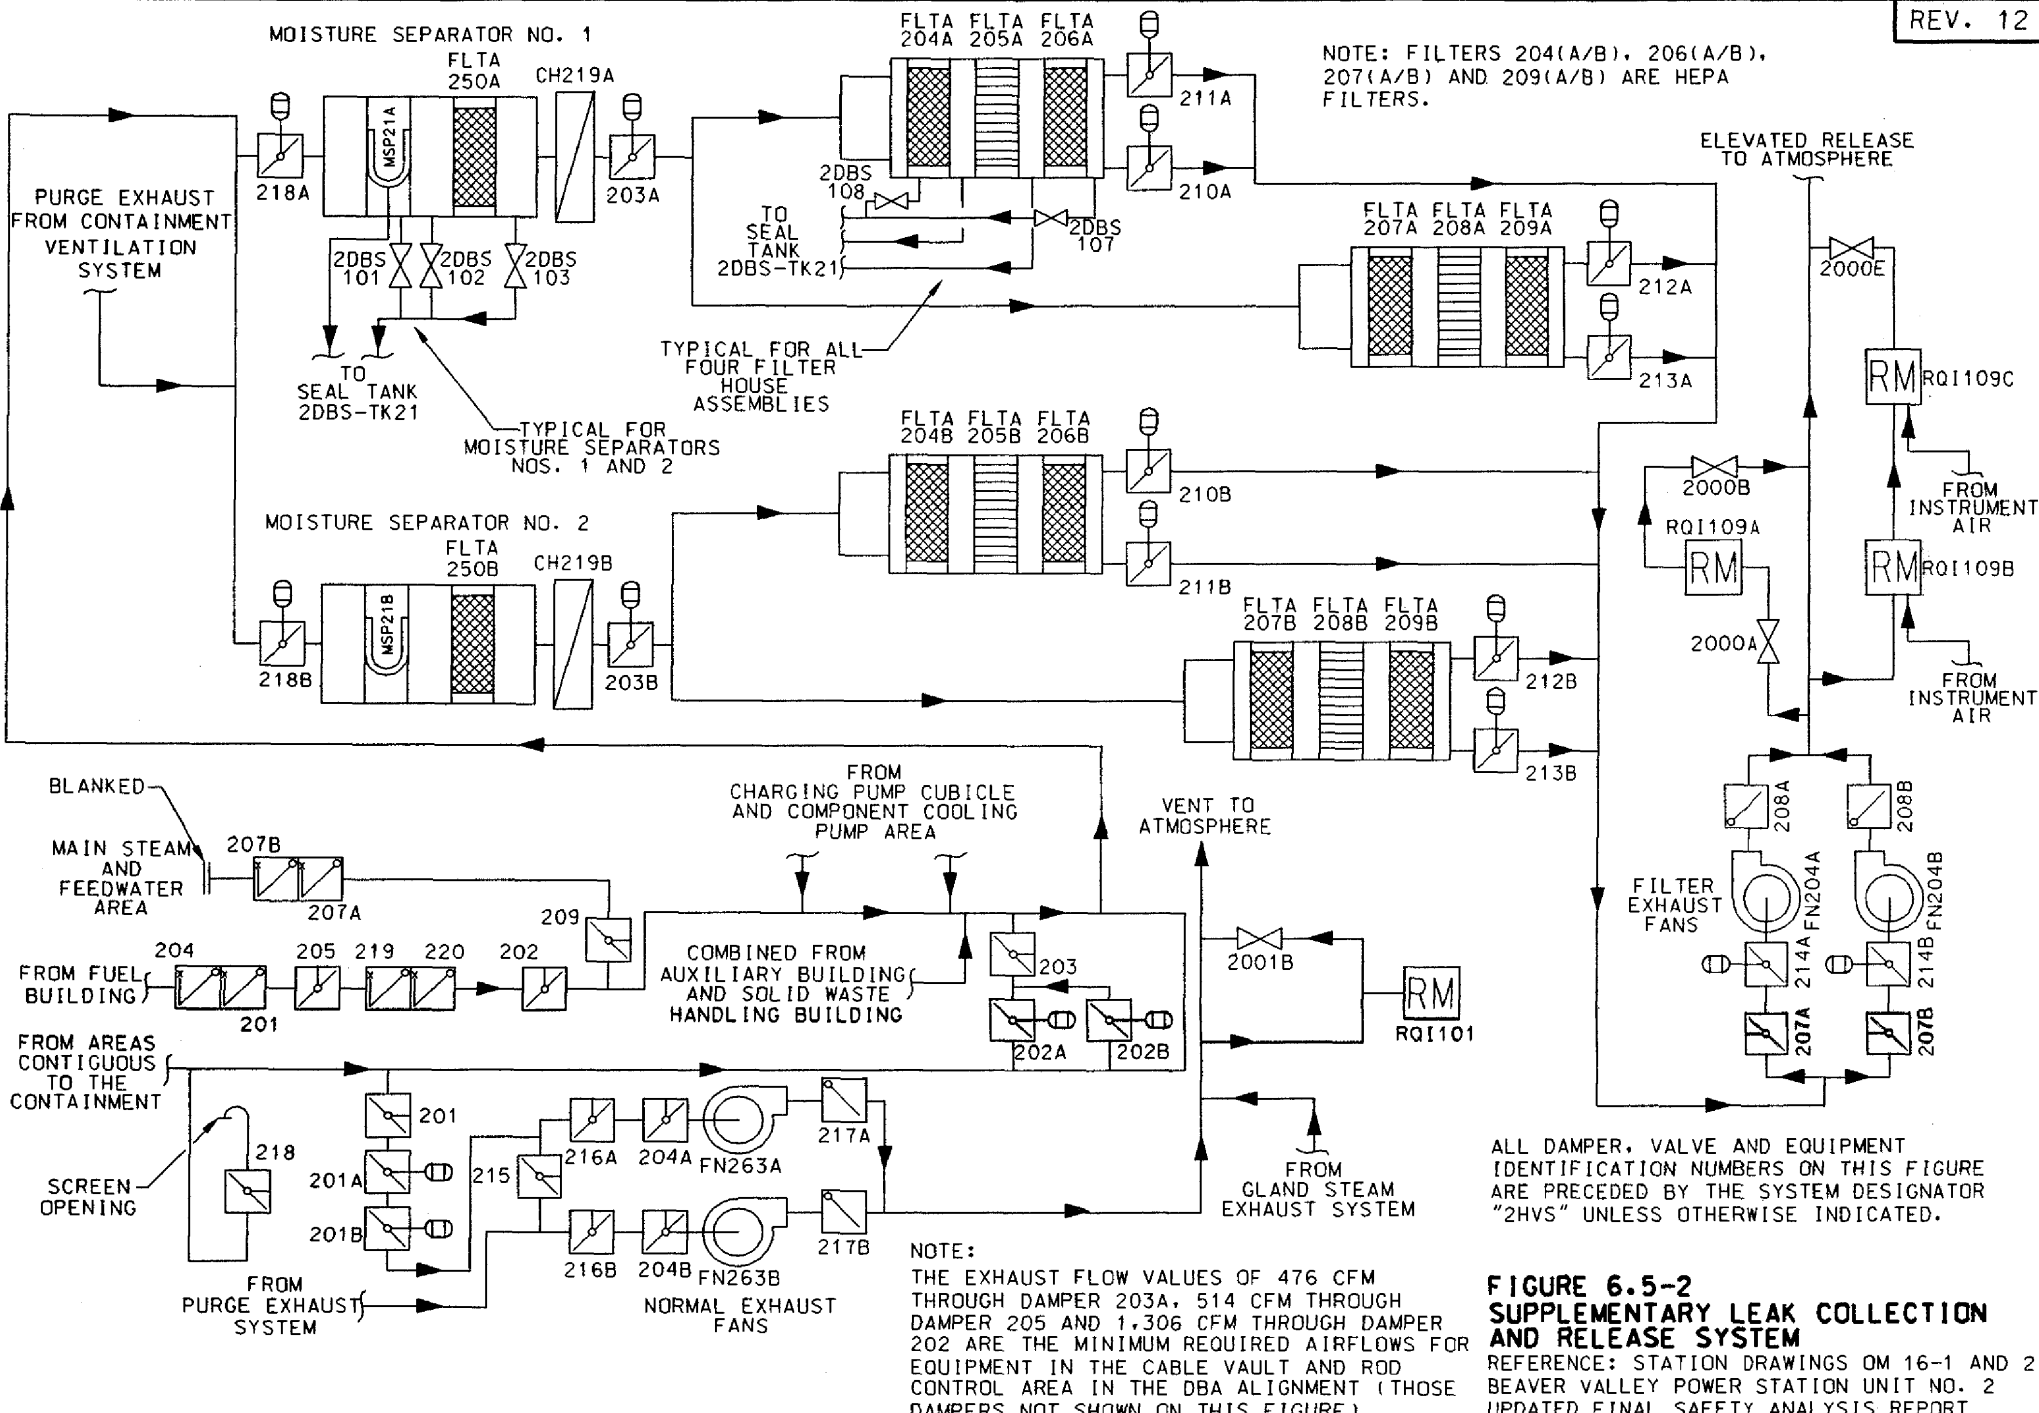 REV. 12
MOISTURE SEPARATOR NO. 1
FLTA
250A
CH219A
MSP21A
218A
203A
PURGE EXHAUST
FROM CONTAINMENT
VENTILATION
SYSTEM
2DBS
101
2DBS
102
2DBS
103
TO
SEAL TANK
2DBS-TK21
TYPICAL FOR
MOISTURE SEPARATORS
NOS. 1 AND 2
FLTA FLTA FLTA
204A 205A 206A
211A
210A
2DBS
108
2DBS
107
TO
SEAL
TANK
2DBS-TK21
TYPICAL FOR ALL
FOUR FILTER
HOUSE
ASSEMBLIES
NOTE: FILTERS 204(A/B), 206(A/B),
207(A/B) AND 209(A/B) ARE HEPA
FILTERS.
FLTA FLTA FLTA
207A 208A 209A
212A
213A
ELEVATED RELEASE
TO ATMOSPHERE
2000E
RM
RQI109C
FROM
INSTRUMENT
AIR
2000B
RQI109A
RM
RM
RQI109B
2000A
FROM
INSTRUMENT
AIR
MOISTURE SEPARATOR NO. 2
FLTA
250B
CH219B
MSP21B
218B
203B
FLTA FLTA FLTA
204B 205B 206B
210B
211B
FLTA FLTA FLTA
207B 208B 209B
212B
213B
208A
208B
FILTER
EXHAUST
FANS
FN204A
FN204B
214A
214B
207A
207B
BLANKED
MAIN STEAM
AND
FEEDWATER
AREA
207B
207A
209
FROM FUEL
BUILDING
204
201
205
219
220
202
FROM
CHARGING PUMP CUBICLE
AND COMPONENT COOLING
PUMP AREA
COMBINED FROM
AUXILIARY BUILDING
AND SOLID WASTE
HANDLING BUILDING
203
202A
202B
VENT TO
ATMOSPHERE
2001B
RM
RQI101
FROM AREAS
CONTIGUOUS
TO THE
CONTAINMENT
SCREEN
OPENING
218
201
201A
201B
215
216A
204A
FN263A
217A
216B
204B
FN263B
217B
FROM
PURGE EXHAUST
SYSTEM
NORMAL EXHAUST
FANS
FROM
GLAND STEAM
EXHAUST SYSTEM
ALL DAMPER, VALVE AND EQUIPMENT
IDENTIFICATION NUMBERS ON THIS FIGURE
ARE PRECEDED BY THE SYSTEM DESIGNATOR
"2HVS" UNLESS OTHERWISE INDICATED.
NOTE:
THE EXHAUST FLOW VALUES OF 476 CFM
THROUGH DAMPER 203A, 514 CFM THROUGH
DAMPER 205 AND 1,306 CFM THROUGH DAMPER
202 ARE THE MINIMUM REQUIRED AIRFLOWS FOR
EQUIPMENT IN THE CABLE VAULT AND ROD
CONTROL AREA IN THE DBA ALIGNMENT (THOSE
DAMPERS NOT SHOWN ON THIS FIGURE)
FIGURE 6.5-2
SUPPLEMENTARY LEAK COLLECTION
AND RELEASE SYSTEM
REFERENCE: STATION DRAWINGS OM 16-1 AND 2
BEAVER VALLEY POWER STATION UNIT NO. 2
UPDATED FINAL SAFETY ANALYSIS REPORT